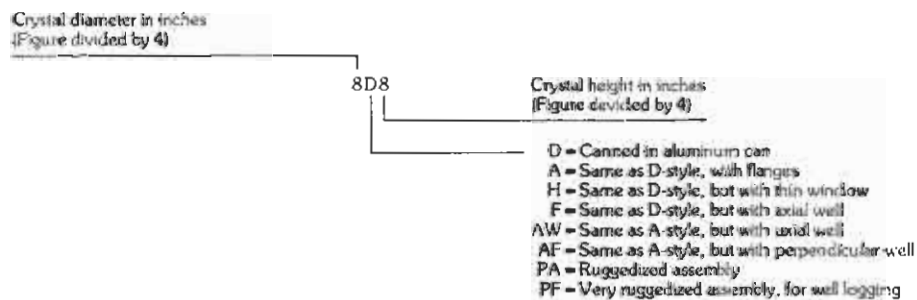 Crystal diameter in inches
(Figure divided by 4)
8D8
Crystal height in inches
(Figure devided by 4)
D = Canned in aluminum can
A = Same as D-style, with flanges
H = Same as D-style, but with thin window
F = Same as D-style, but with axial well
AW = Same as A-style, but with axial well
AF = Same as A-style, but with perpendicular well
PA = Ruggedized assembly
PF = Very ruggedized assembly, for well logging